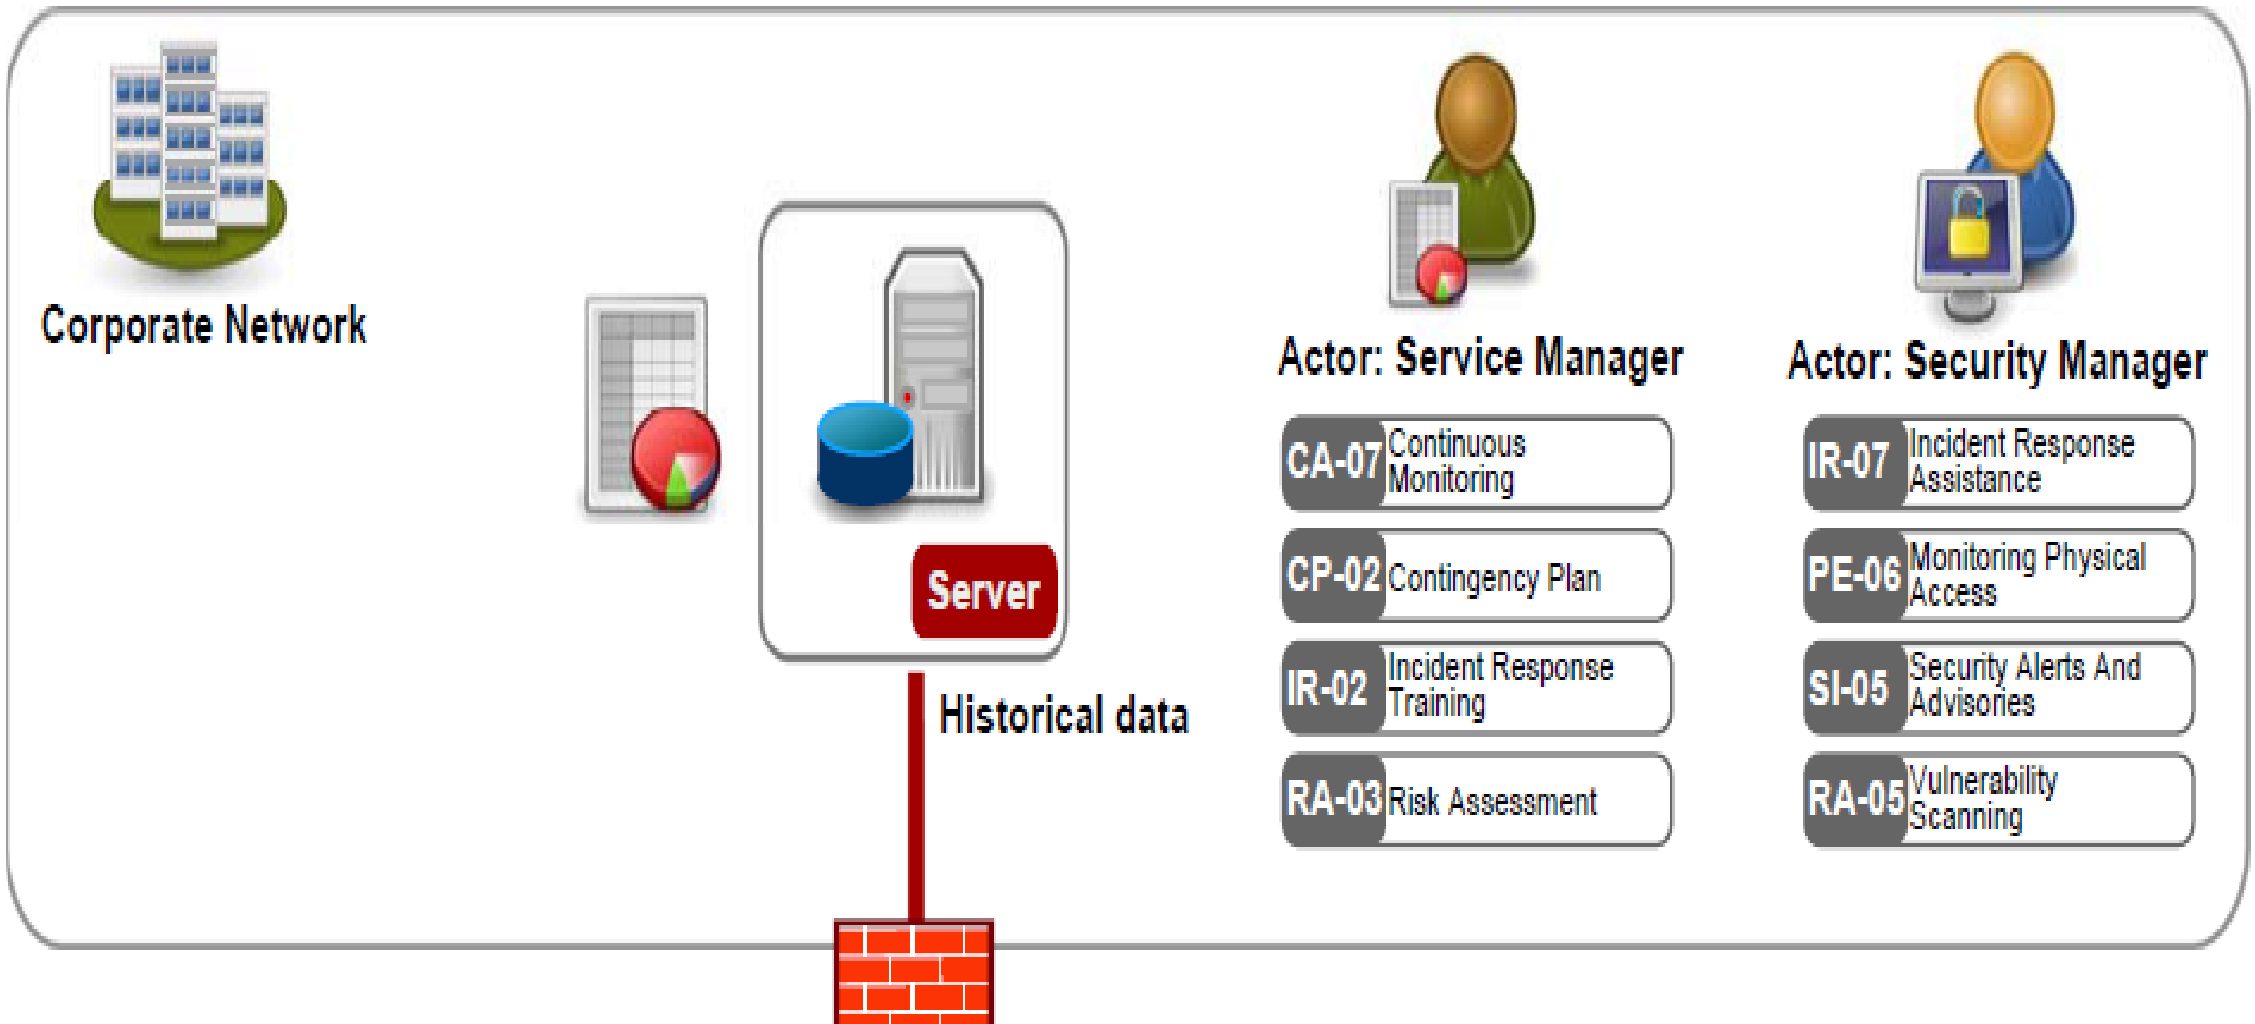 Corporate Network
Server
Historical data
Actor: Service Manager
CA-07 Continuous
Monitoring
CP-02 Contingency Plan
IR-02 Incident Response
Training
RA-03 Risk Assessment
Actor: Security Manager
IR-07 Incident Response
Assistance
PE-06 Monitoring Physical
Access
SI-05 Security Alerts And
Advisories
RA-05 Vulnerability
Scanning